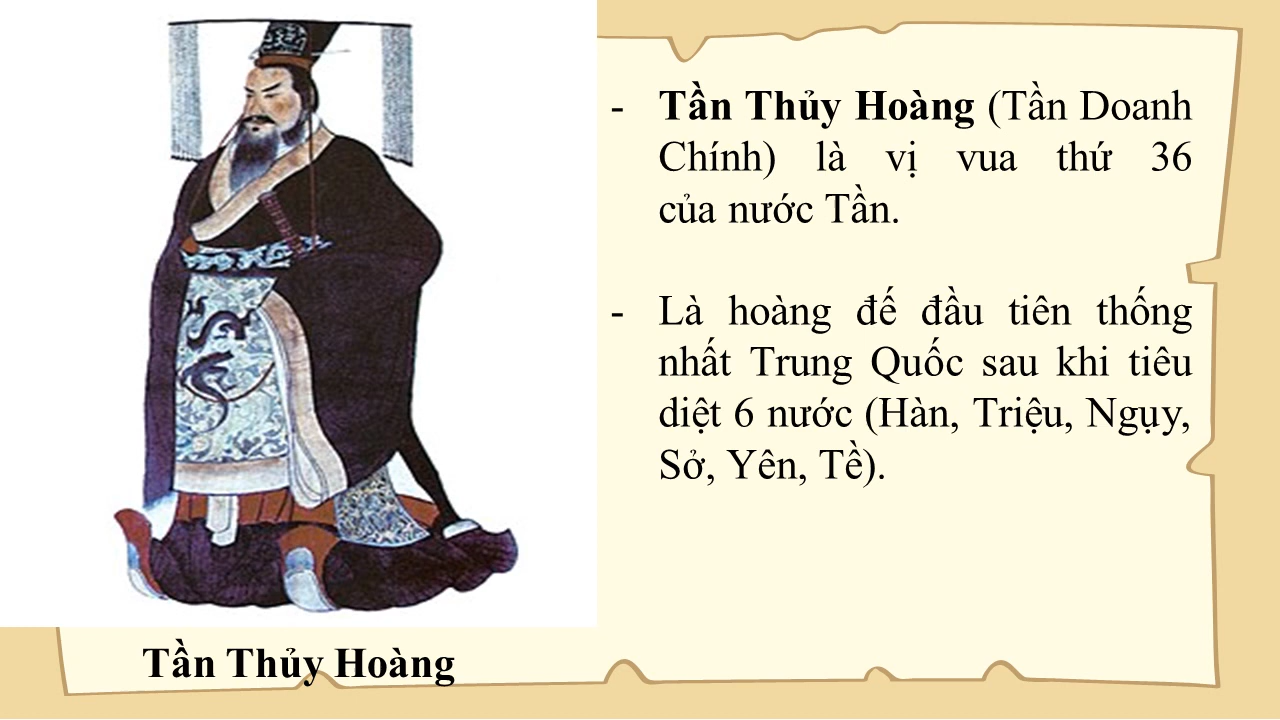 - Tần Thủy Hoàng (Tần Doanh
Chính) là vị vua thứ 36
của nước Tần.
- Là hoàng đế đầu tiên thống
nhất Trung Quốc sau khi tiêu
diệt 6 nước (Hàn, Triệu, Ngụy,
Sở, Yên, Tề).
Tần Thủy Hoàng